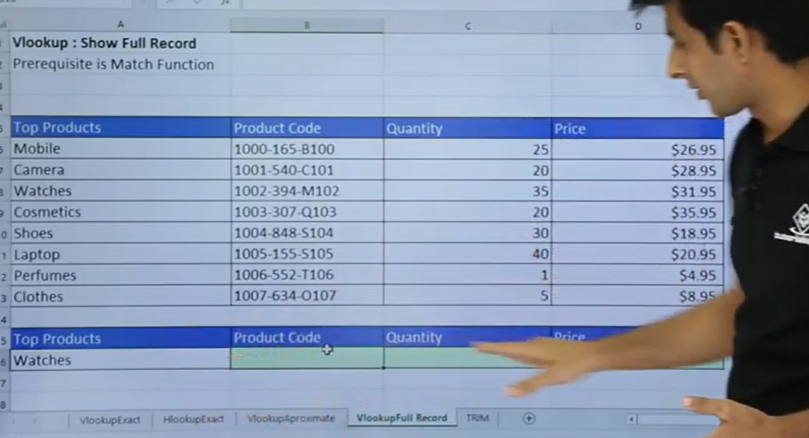 A B C D
Vlookup : Show Full Record
Prerequisite is Match Function
Top Products Product Code Quantity Price
Mobile 1000-165-B100 25 $26.95
Camera 1001-540-C101 20 $28.95
Watches 1002-394-M102 35 $31.95
Cosmetics 1003-307-Q103 20 $35.95
Shoes 1004-848-S104 30 $18.95
Laptop 1005-155-S105 40 $20.95
Perfumes 1006-552-T106 1 $4.95
Clothes 1007-634-O107 5 $8.95
Top Products Product Code Quantity Price
Watches
VlookupExact HlookupExact VlookupAproximate VlookupFull Record TRIM